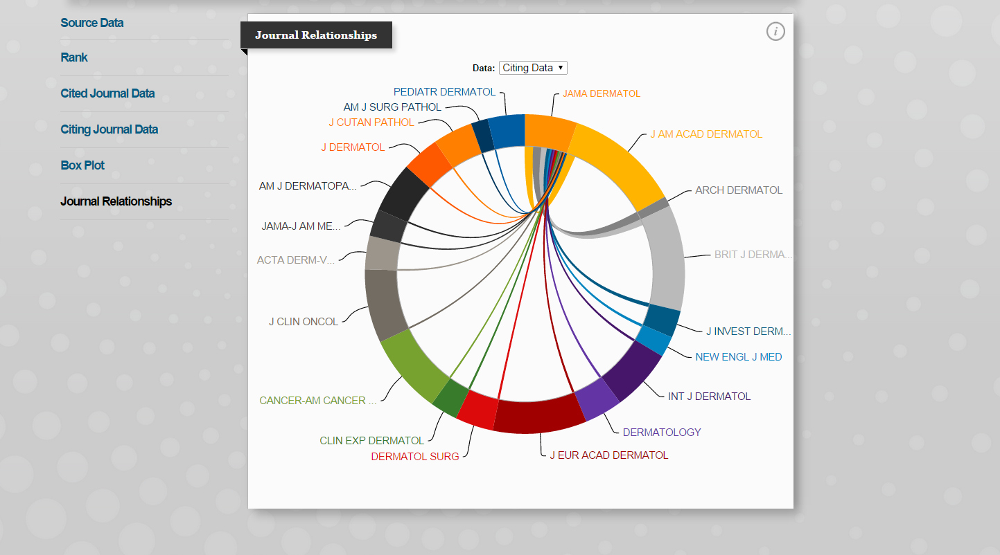 Source Data
Rank
Cited Journal Data
Citing Journal Data
Box Plot
Journal Relationships
Journal Relationships
i
Data: Citing Data
PEDIATR DERMATOL
JAMA DERMATOL
AM J SURG PATHOL
J CUTAN PATHOL
J AM ACAD DERMATOL
J DERMATOL
AM J DERMATOPA...
ARCH DERMATOL
JAMA-J AM ME...
ACTA DERM-V...
BRIT J DERMA...
J CLIN ONCOL
J INVEST DERM...
NEW ENGL J MED
CANCER-AM CANCER ...
INT J DERMATOL
CLIN EXP DERMATOL
DERMATOLOGY
DERMATOL SURG
J EUR ACAD DERMATOL